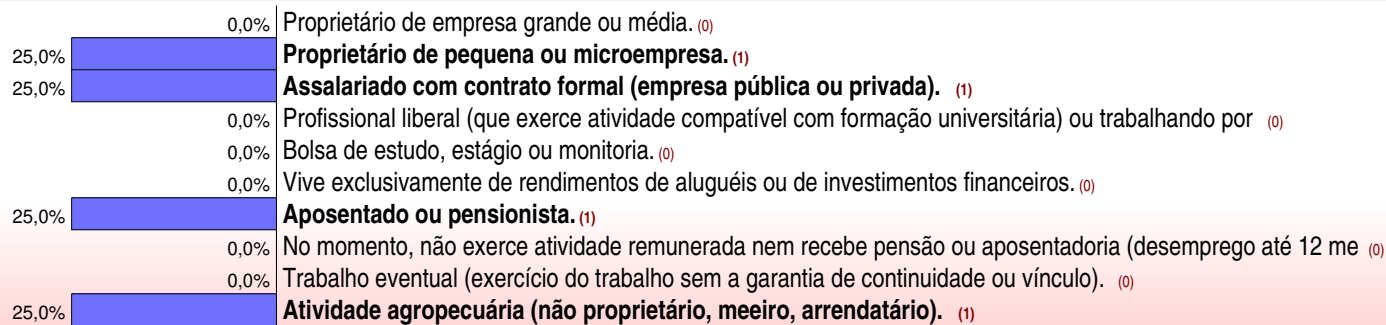 0,0% Proprietário de empresa grande ou média. (0)
25,0% Proprietário de pequena ou microempresa. (1)
25,0% Assalariado com contrato formal (empresa pública ou privada). (1)
0,0% Profissional liberal (que exerce atividade compatível com formação universitária) ou trabalhando por (0)
0,0% Bolsa de estudo, estágio ou monitoria. (0)
0,0% Vive exclusivamente de rendimentos de aluguéis ou de investimentos financeiros. (0)
25,0% Aposentado ou pensionista. (1)
0,0% No momento, não exerce atividade remunerada nem recebe pensão ou aposentadoria (desemprego até 12 me (0)
0,0% Trabalho eventual (exercício do trabalho sem a garantia de continuidade ou vínculo). (0)
25,0% Atividade agropecuária (não proprietário, meeiro, arrendatário). (1)